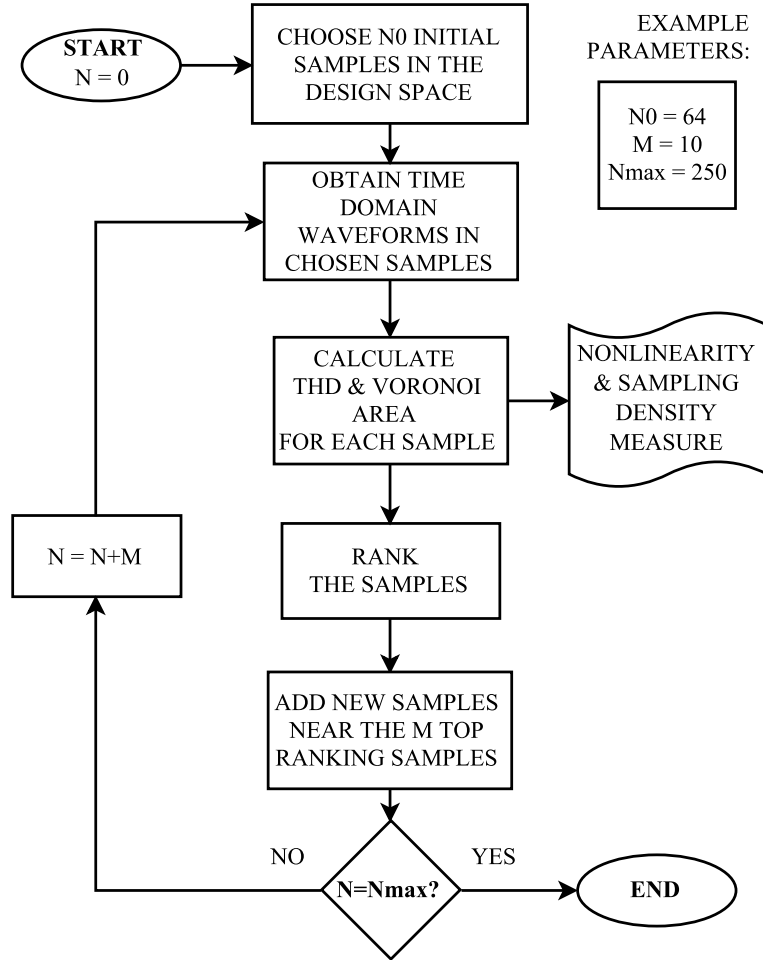 START
N = 0
CHOOSE N0 INITIAL
SAMPLES IN THE
DESIGN SPACE
EXAMPLE
PARAMETERS:
N0 = 64
M = 10
Nmax = 250
OBTAIN TIME
DOMAIN
WAVEFORMS IN
CHOSEN SAMPLES
CALCULATE
THD & VORONOI
AREA
FOR EACH SAMPLE
NONLINEARITY
& SAMPLING
DENSITY
MEASURE
N = N+M
RANK
THE SAMPLES
ADD NEW SAMPLES
NEAR THE M TOP
RANKING SAMPLES
NO
YES
N=Nmax?
END